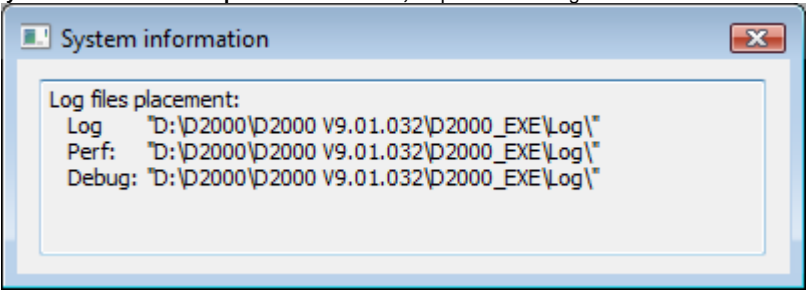 System information
Log files placement:
Log "D:\D2000\D2000 V9.01.032\D2000_EXE\Log\"
Perf: "D:\D2000\D2000 V9.01.032\D2000_EXE\Log\"
Debug: "D:\D2000\D2000 V9.01.032\D2000_EXE\Log\"